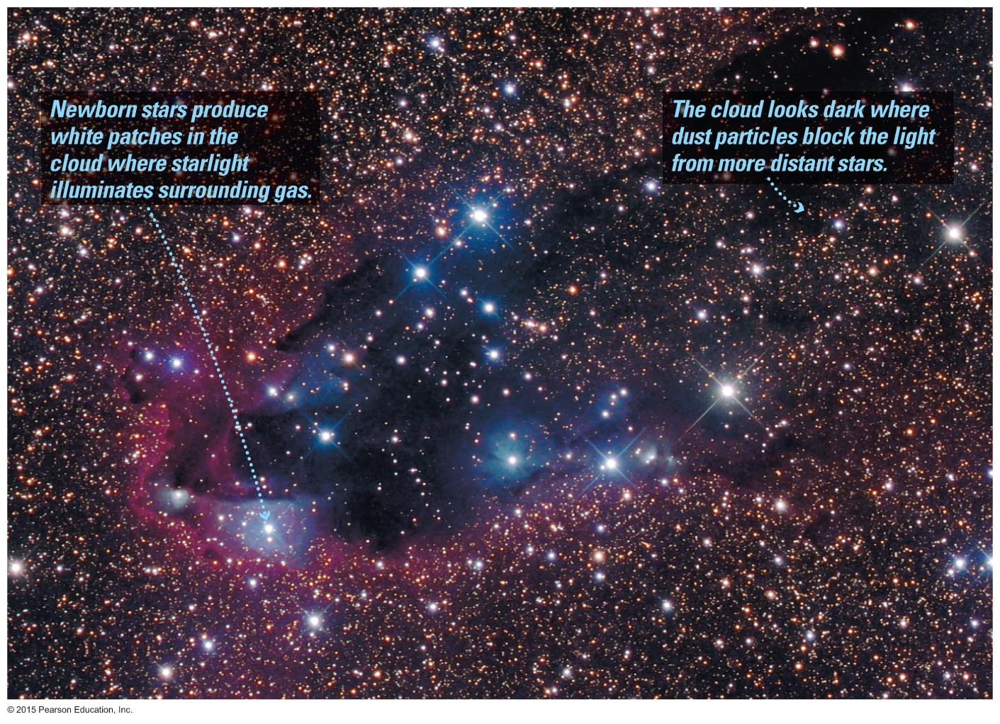 Newborn stars produce
white patches in the
cloud where starlight
illuminates surrounding gas.
The cloud looks dark where
dust particles block the light
from more distant stars.
© 2015 Pearson Education, Inc.